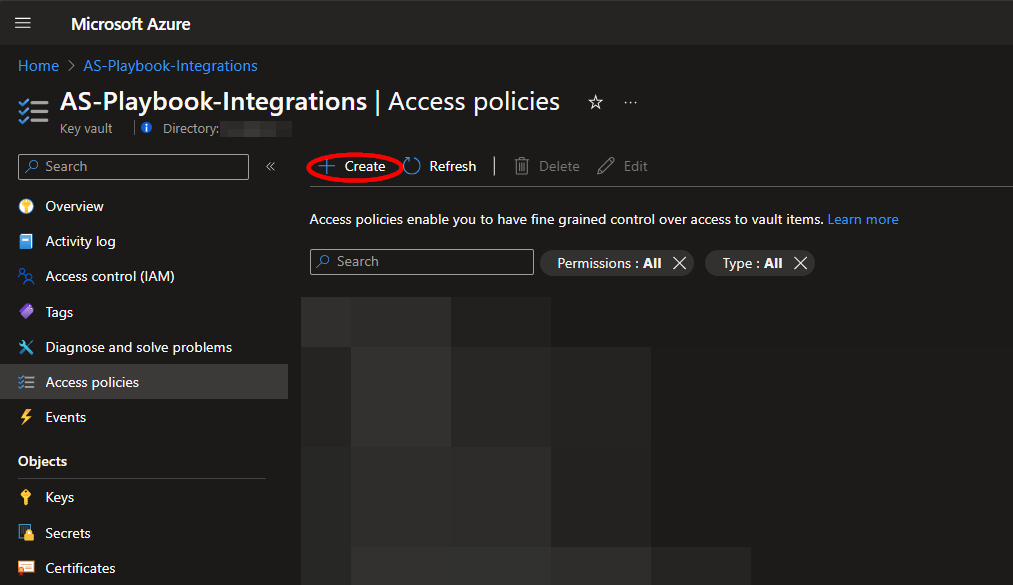 Microsoft Azure
Home > AS-Playbook-Integrations
AS-Playbook-Integrations | Access policies
Key vault
Directory:
Search
Overview
Activity log
Access control (IAM)
Tags
Diagnose and solve problems
Access policies
Events
Objects
Keys
Secrets
Certificates
Create Refresh Delete Edit
Access policies enable you to have fine grained control over access to vault items. Learn more
Search
Permissions : All
Type : All